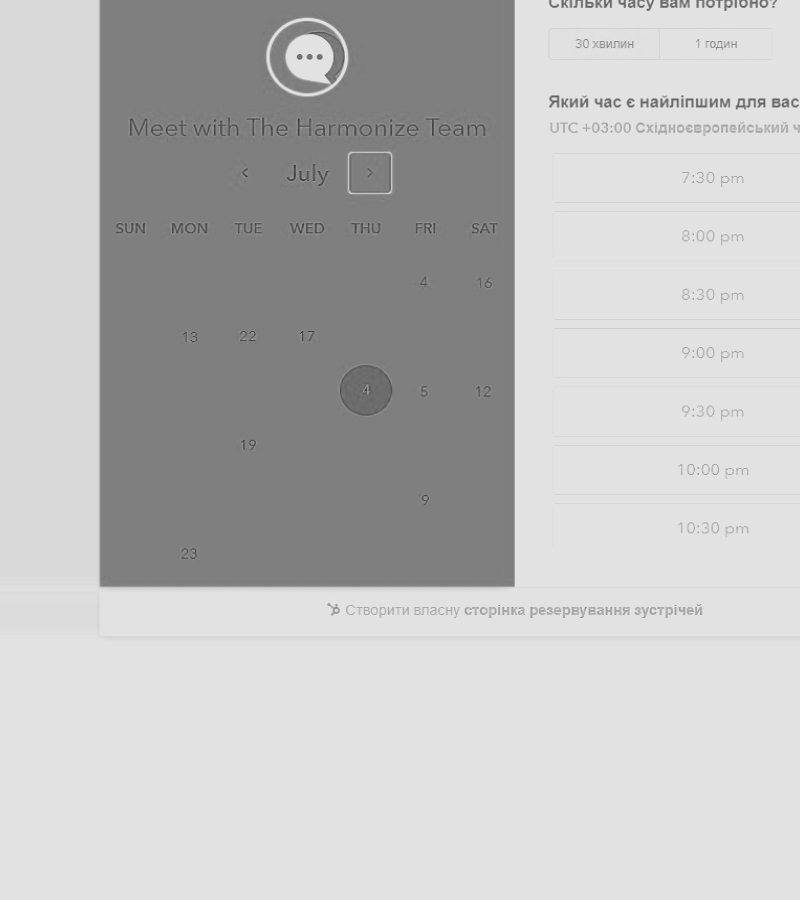 Meet with The Harmonize Team
July
SUN MON TUE WED THU FRI SAT
4 16
13 22 17
4 5 12
19
9
23
Скільки часу вам потрібно?
30 хвилин 1 годин
Який час є найліпшим для вас
UTC +03:00 Східноєвропейський ч
7:30 pm
8:00 pm
8:30 pm
9:00 pm
9:30 pm
10:00 pm
10:30 pm
Створити власну сторінка резервування зустрічей